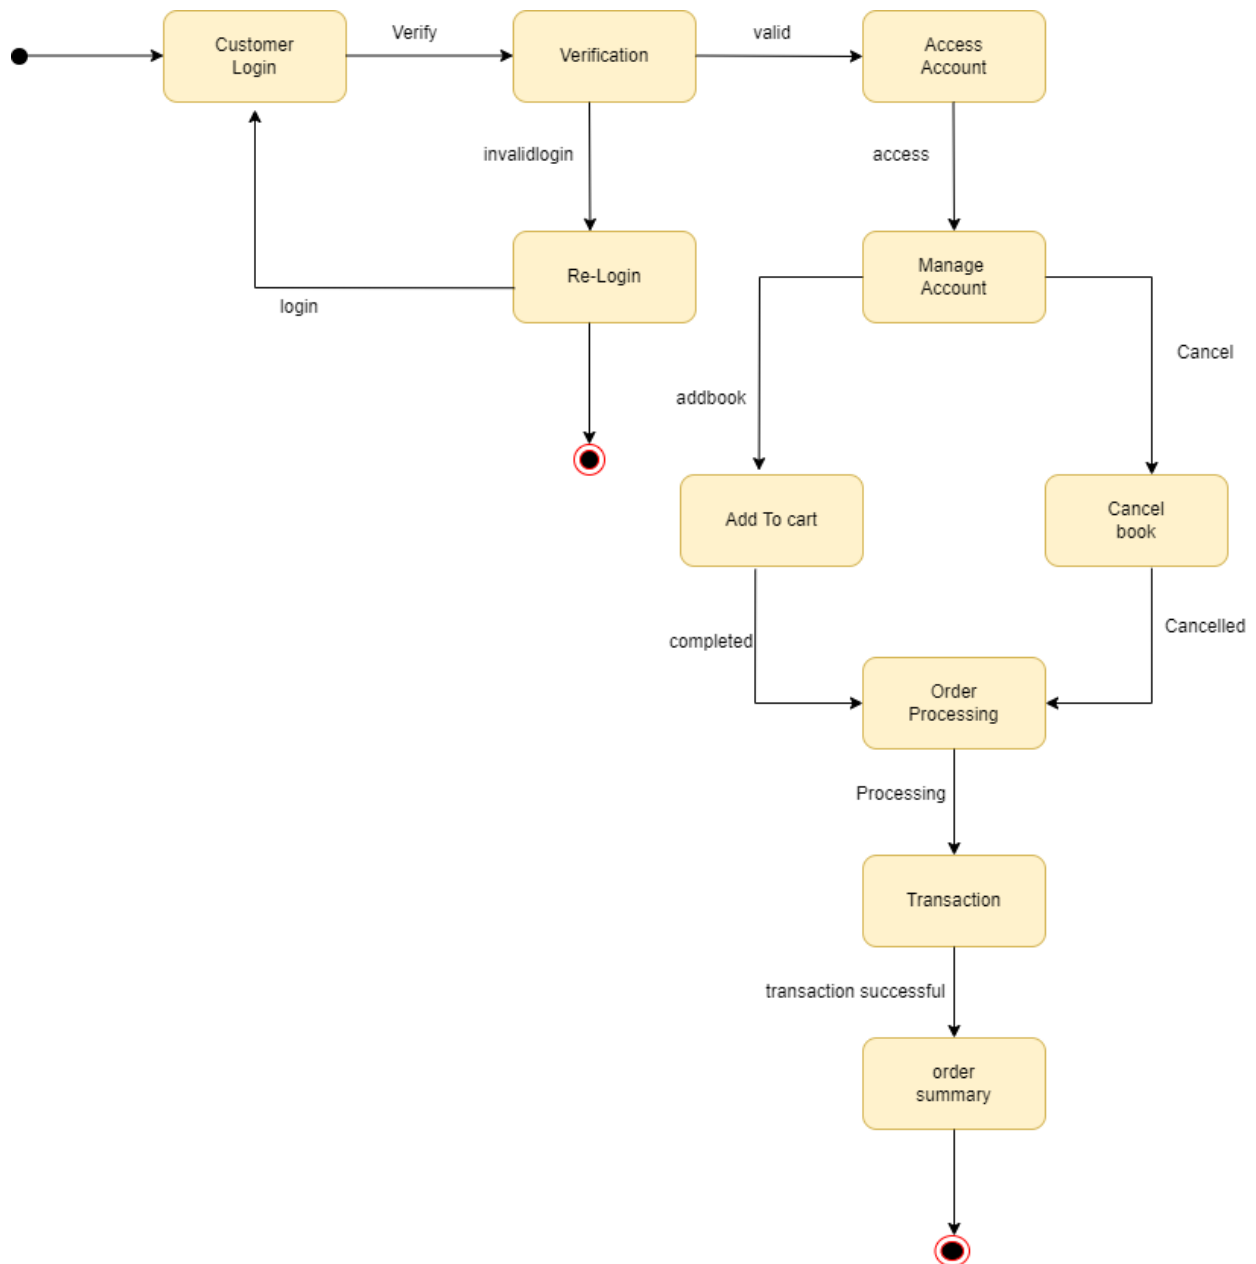 Customer
Login
Verify
Verification
valid
Access
Account
invalidlogin
access
Re-Login
login
Manage
Account
addbook
Cancel
Add To cart
Cancel
book
completed
Cancelled
Order
Processing
Processing
Transaction
transaction successful
order
summary